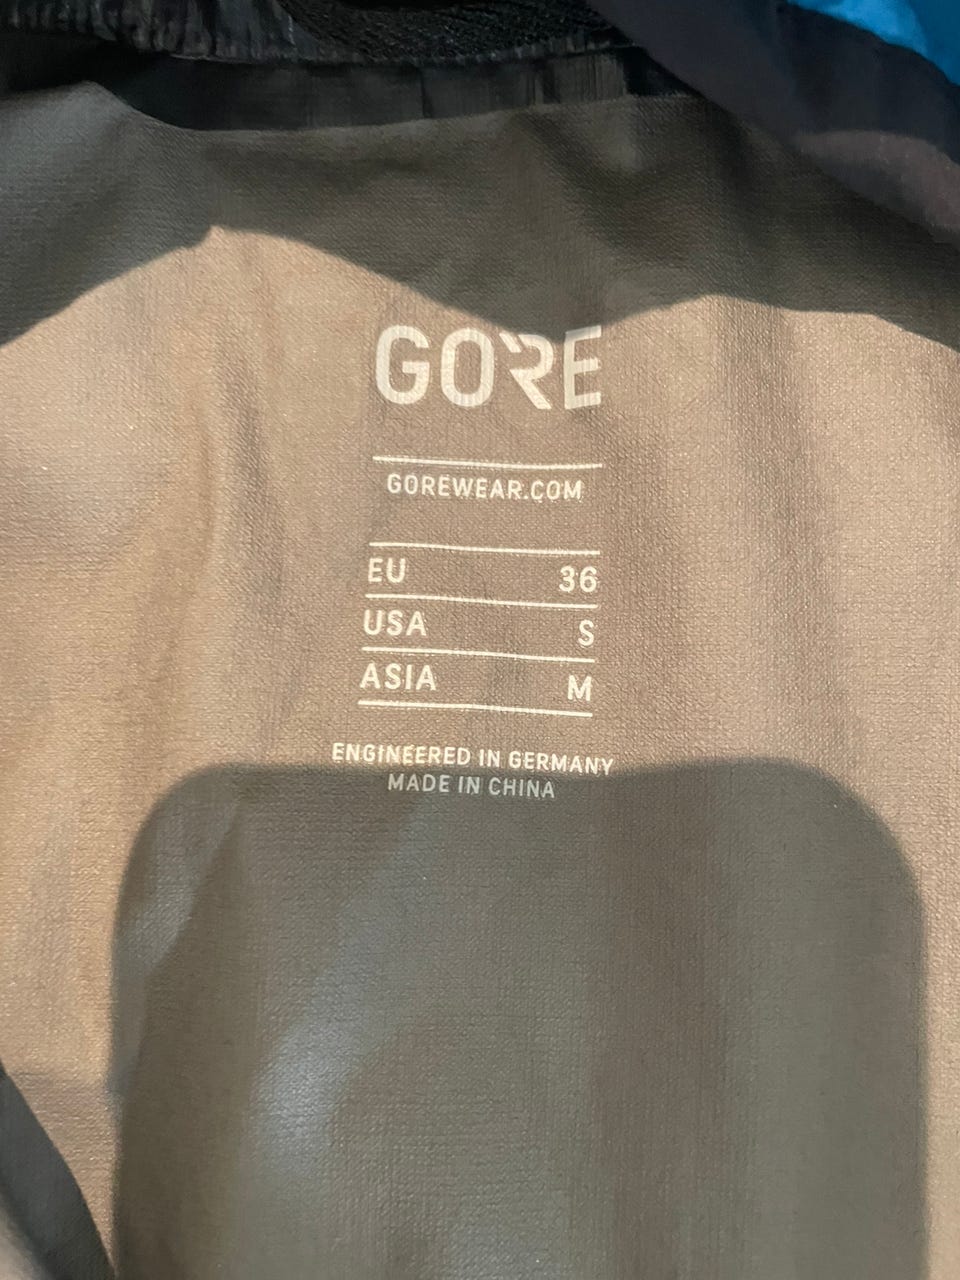 GORE
GOREWEAR.COM
EU 36
USA S
ASIA M
ENGINEERED IN GERMANY
MADE IN CHINA